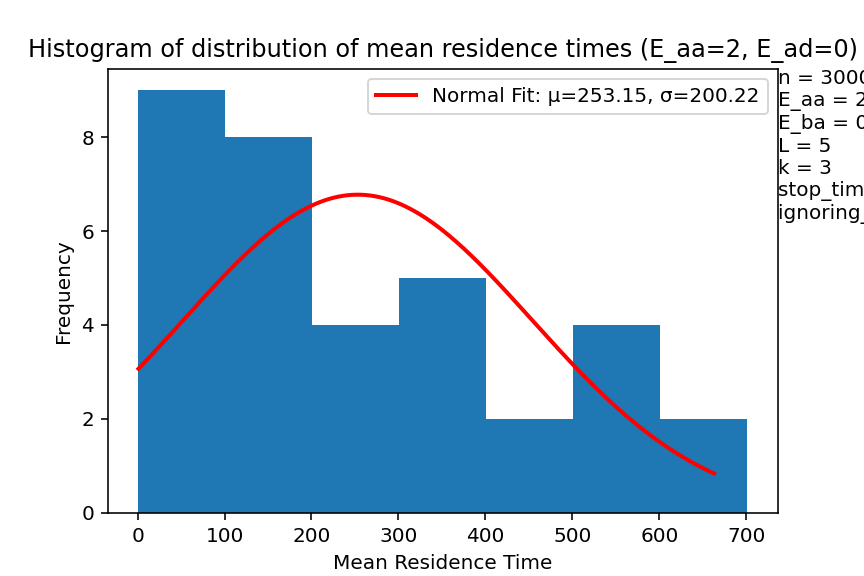 Histogram of distribution of mean residence times (E_aa=2, E_ad=0)
Normal Fit: μ=253.15, σ=200.22
n = 3000
E_aa = 2
E_ba = 0
L = 5
k = 3
stop_tim
ignoring_
Frequency
8
6
4
2
0
0 100 200 300 400 500 600 700
Mean Residence Time